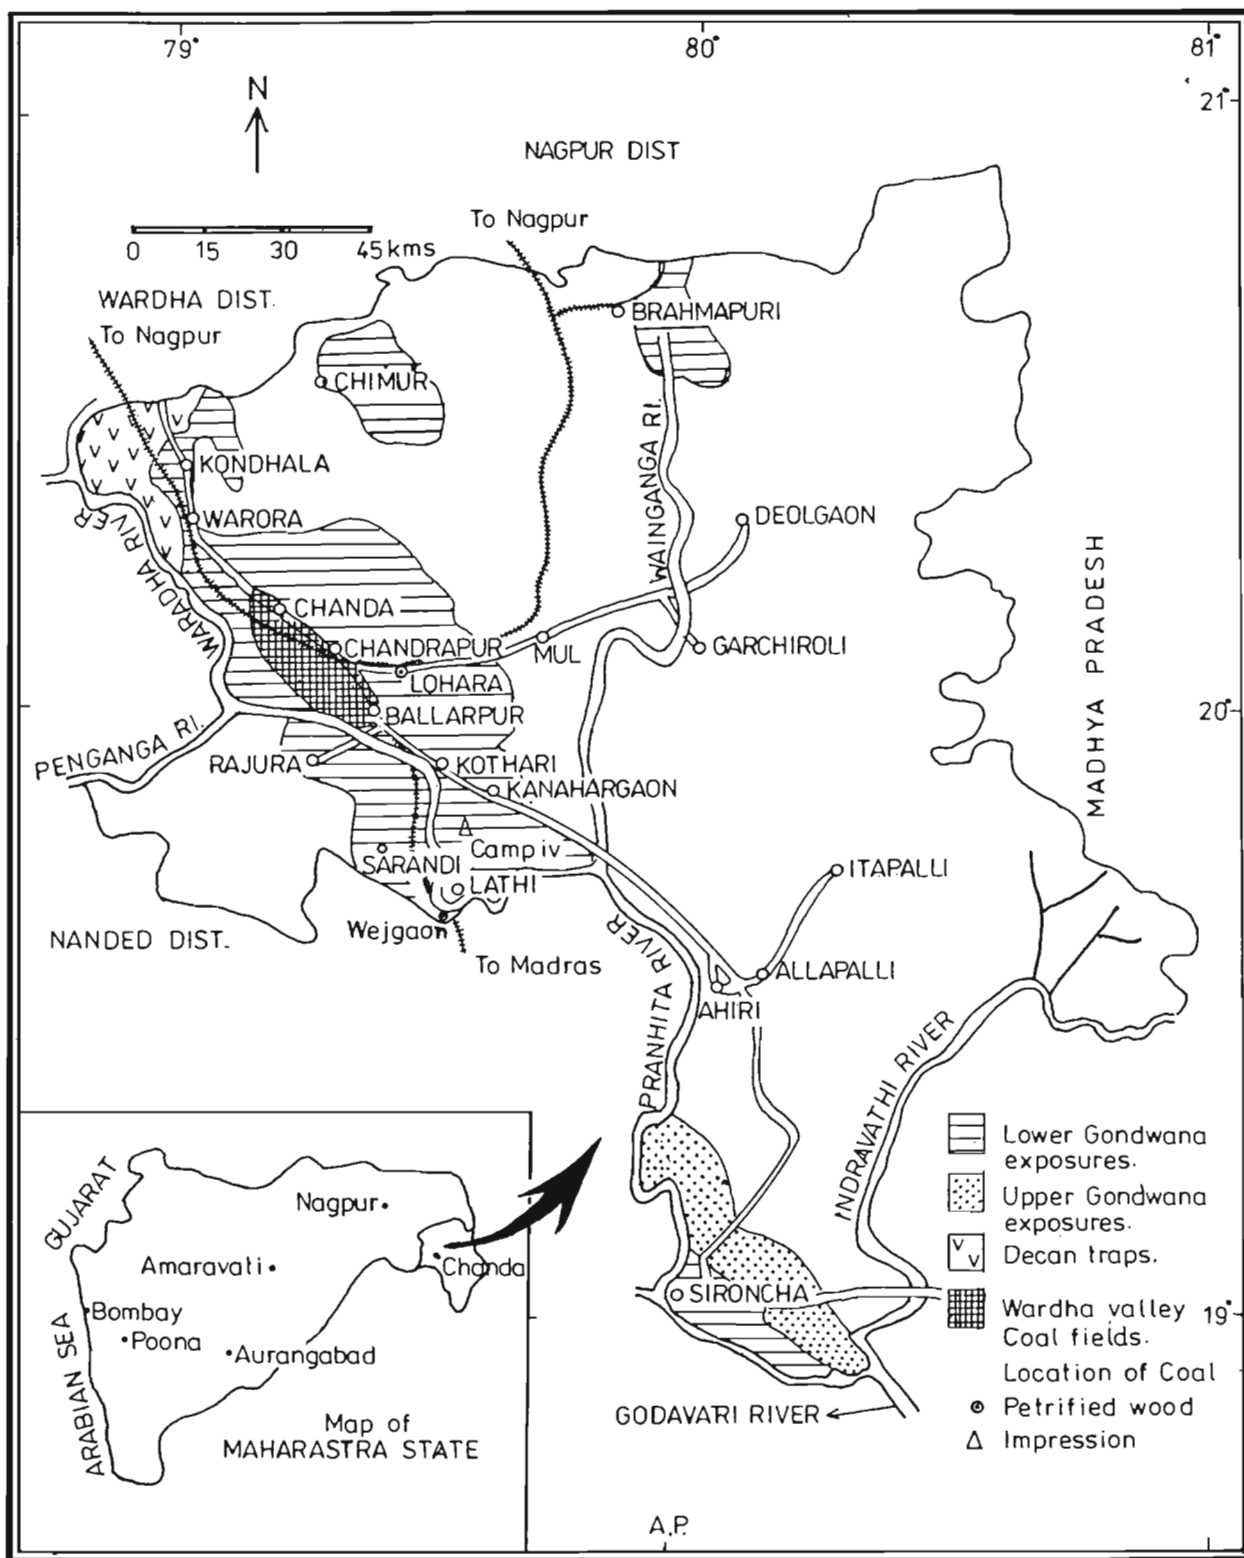 79° 80° 81°
21°
N
NAGPUR DIST
To Nagpur
0 15 30 45kms
WARDHA DIST.
To Nagpur
BRAHMAPURI
CHIMUR
WAINGANGA RI.
KONDHALA
WARORA
DEOLGAON
WARADHA RIVER
RIVER
MADHYA PRADESH
CHANDA
CHANDRAPUR
MUL
GARCHIROLI
LOHARA
BALLARPUR
20°
PENGANGA RI.
RAJURA
KOTHARI
KANAHARGAON
Camp iv
SARANDI
LATHI
ITAPALLI
Wejgaon
NANDED DIST.
To Madras
PRANHITA RIVER
ALLAPALLI
AHIRI
INDRAVATHI RIVER
SIRONCHA
19°
GODAVARI RIVER
A.P.
Lower Gondwana
exposures.
Upper Gondwana
exposures.
Decan traps.
Wardha valley
Coal fields.
Location of Coal
Petrified wood
Impression
GUJARAT
Nagpur
Amaravati
Chanda
Bombay
Poona
Aurangabad
ARABIAN SEA
Map of
MAHARASTRA STATE